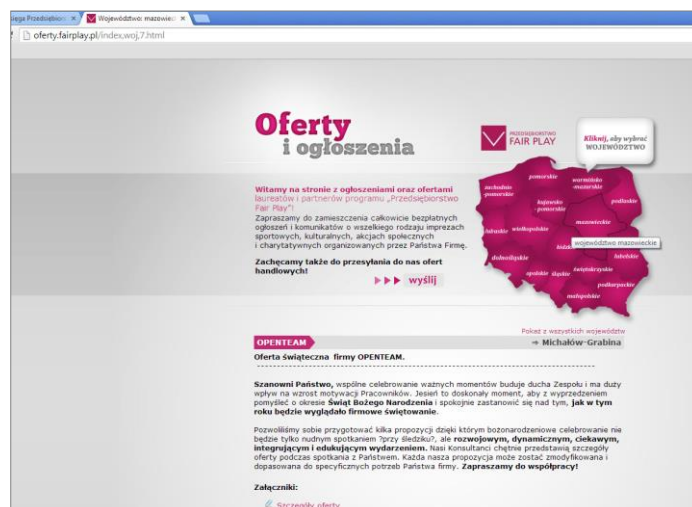 ięga Przedsiębiorc
Województwo: mazowieck
oferty.fairplay.pl/index,woj,7.html
Oferty
i ogłoszenia
PRZEDSIĘBIORSTWO
FAIR PLAY
Kliknij, aby wybrać
WOJEWÓDZTWO
Witamy na stronie z ogłoszeniami oraz ofertami
laureatów i partnerów programu „Przedsiębiorstwo
Fair Play"!
Zapraszamy do zamieszczenia całkowicie bezpłatnych
ogłoszeń i komunikatów o wszelkiego rodzaju imprezach
sportowych, kulturalnych, akcjach społecznych
i charytatywnych organizowanych przez Państwa Firmę.
Zachęcamy także do przesyłania do nas ofert
handlowych!
wyślij
pomorskie
warmińsko
-mazurskie
zachodnio
-pomorskie
podlaskie
kujawsko
-pomorskie
mazowieckie
lubuskie
wielkopolskie
województwo mazowieckie
łódzkie
dolnośląskie
lubelskie
opolskie
śląskie
świętokrzyskie
podkarpackie
małopolskie
Pokaż z wszystkich województw
OPENTEAM
⇒ Michałów-Grabina
Oferta świąteczna firmy OPENTEAM.
Szanowni Państwo, wspólne celebrowanie ważnych momentów buduje ducha Zespołu i ma duży
wpływ na wzrost motywacji Pracowników. Jesień to doskonały moment, aby z wyprzedzeniem
pomyśleć o okresie Świąt Bożego Narodzenia i spokojnie zastanowić się nad tym, jak w tym
roku będzie wyglądało firmowe świętowanie.
Pozwoliliśmy sobie przygotować kilka propozycji dzięki którym bożonarodzeniowe celebrowanie nie
będzie tylko nudnym spotkaniem ?przy śledziku?, ale rozwojowym, dynamicznym, ciekawym,
integrującym i edukującym wydarzeniem. Nasi Konsultanci chętnie przedstawią szczegóły
oferty podczas spotkania z Państwem. Każda nasza propozycja może zostać zmodyfikowana i
dopasowana do specyficznych potrzeb Państwa firmy. Zapraszamy do współpracy!
Załączniki:
Szczegóły oferty